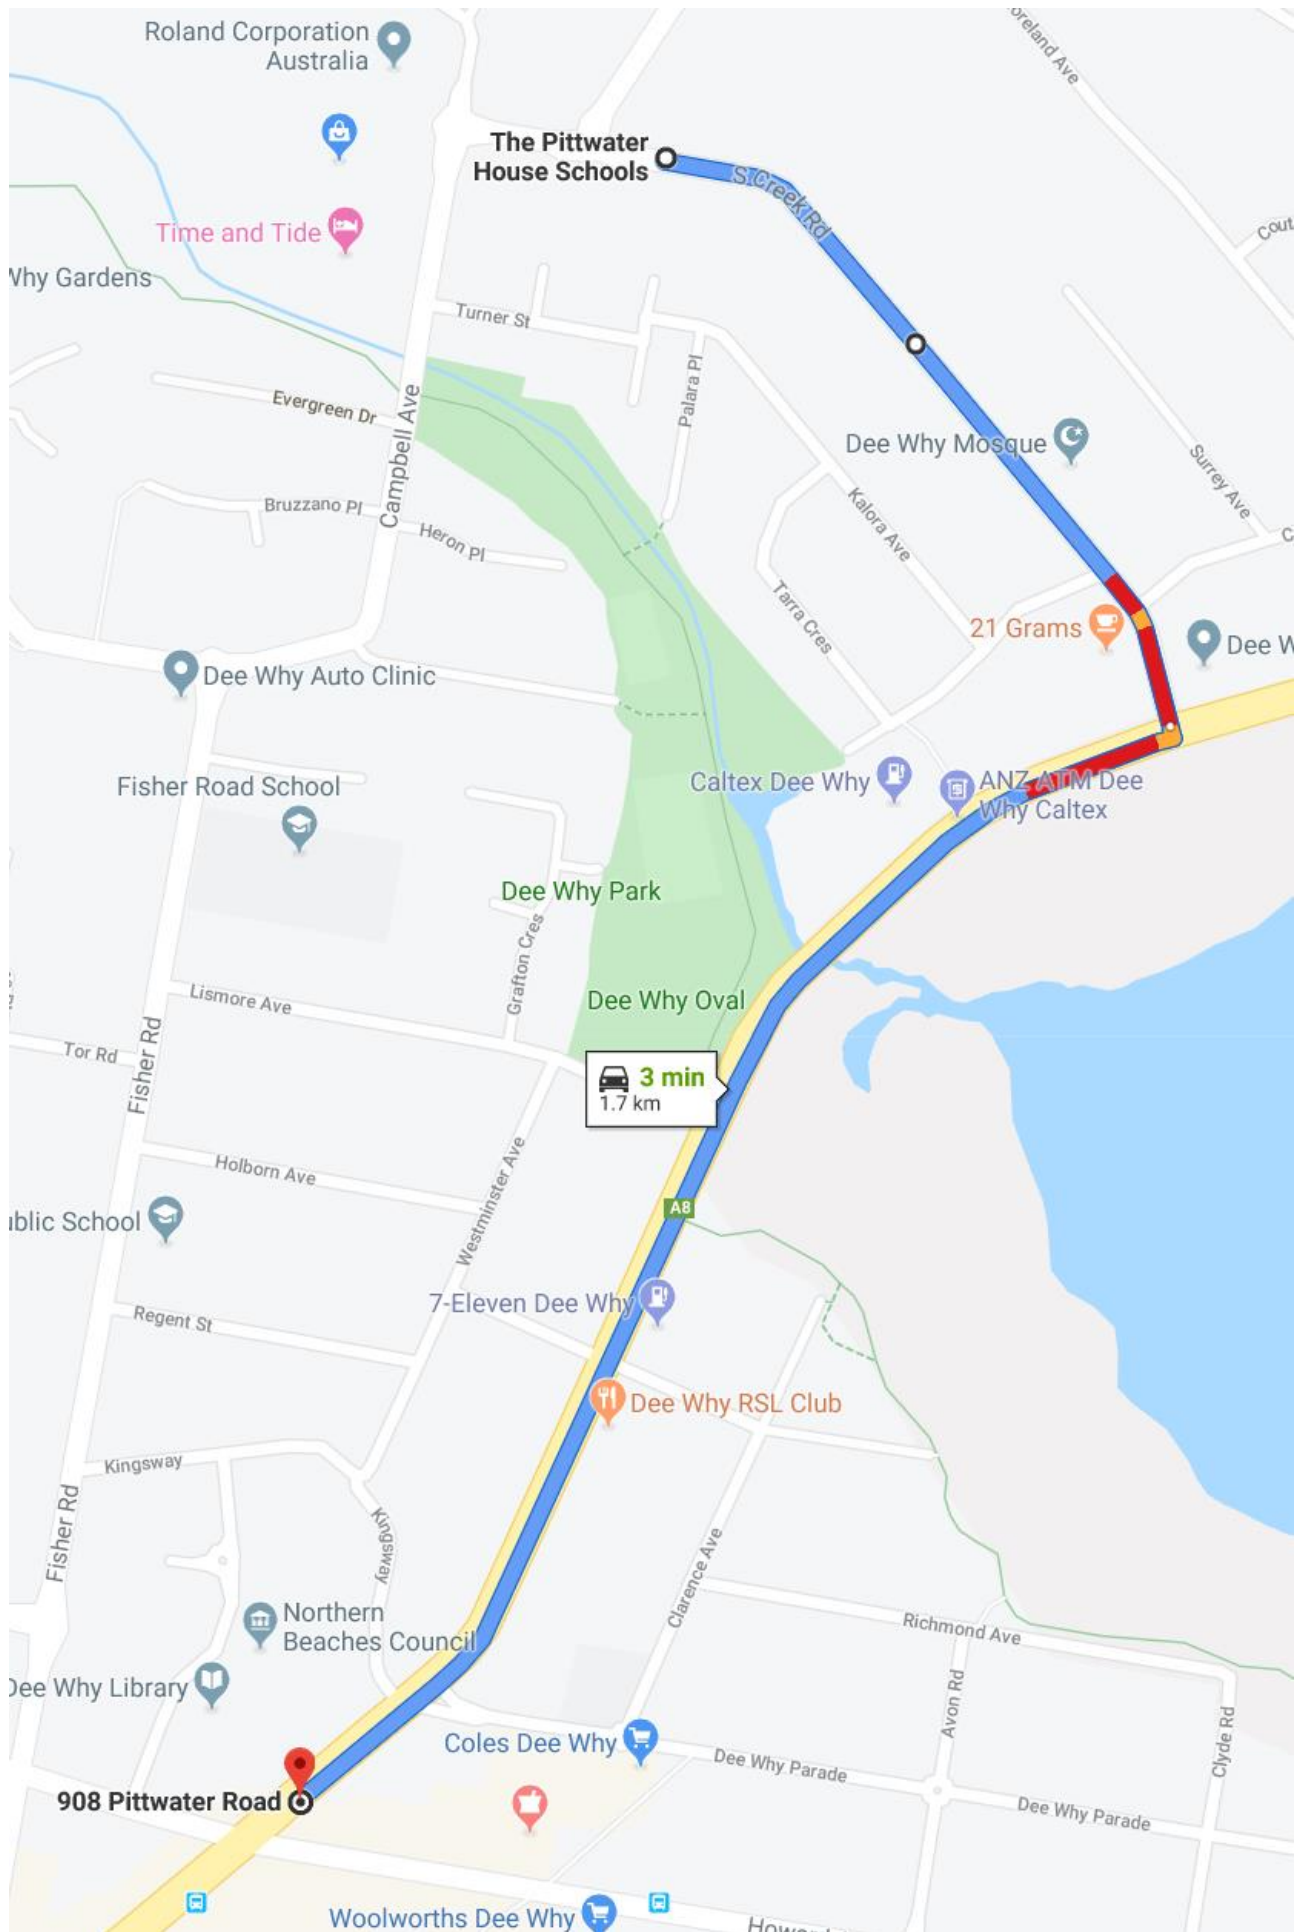 oreland Ave
Roland Corporation
Australia
The Pittwater
House Schools
S Creek Rd
Time and Tide
Cout
Why Gardens
Turner St
Palara Pl
Evergreen Dr
Campbell Ave
Dee Why Mosque
Surrey Ave
Bruzzano Pl
Heron Pl
Kalora Ave
C
Tarra Cres
21 Grams
Dee W
Dee Why Auto Clinic
Fisher Road School
Caltex Dee Why
ANZ ATM Dee
Why Caltex
Dee Why Park
Grafton Cres
Lismore Ave
Dee Why Oval
Tor Rd
Fisher Rd
3 min
1.7 km
Holborn Ave
Westminster Ave
A8
ublic School
7-Eleven Dee Why
Regent St
Dee Why RSL Club
Kingsway
Fisher Rd
Kingsway
Clarence Ave
Northern
Beaches Council
Richmond Ave
Dee Why Library
Avon Rd
Clyde Rd
Coles Dee Why
Dee Why Parade
908 Pittwater Road
Dee Why Parade
Woolworths Dee Why
Howar